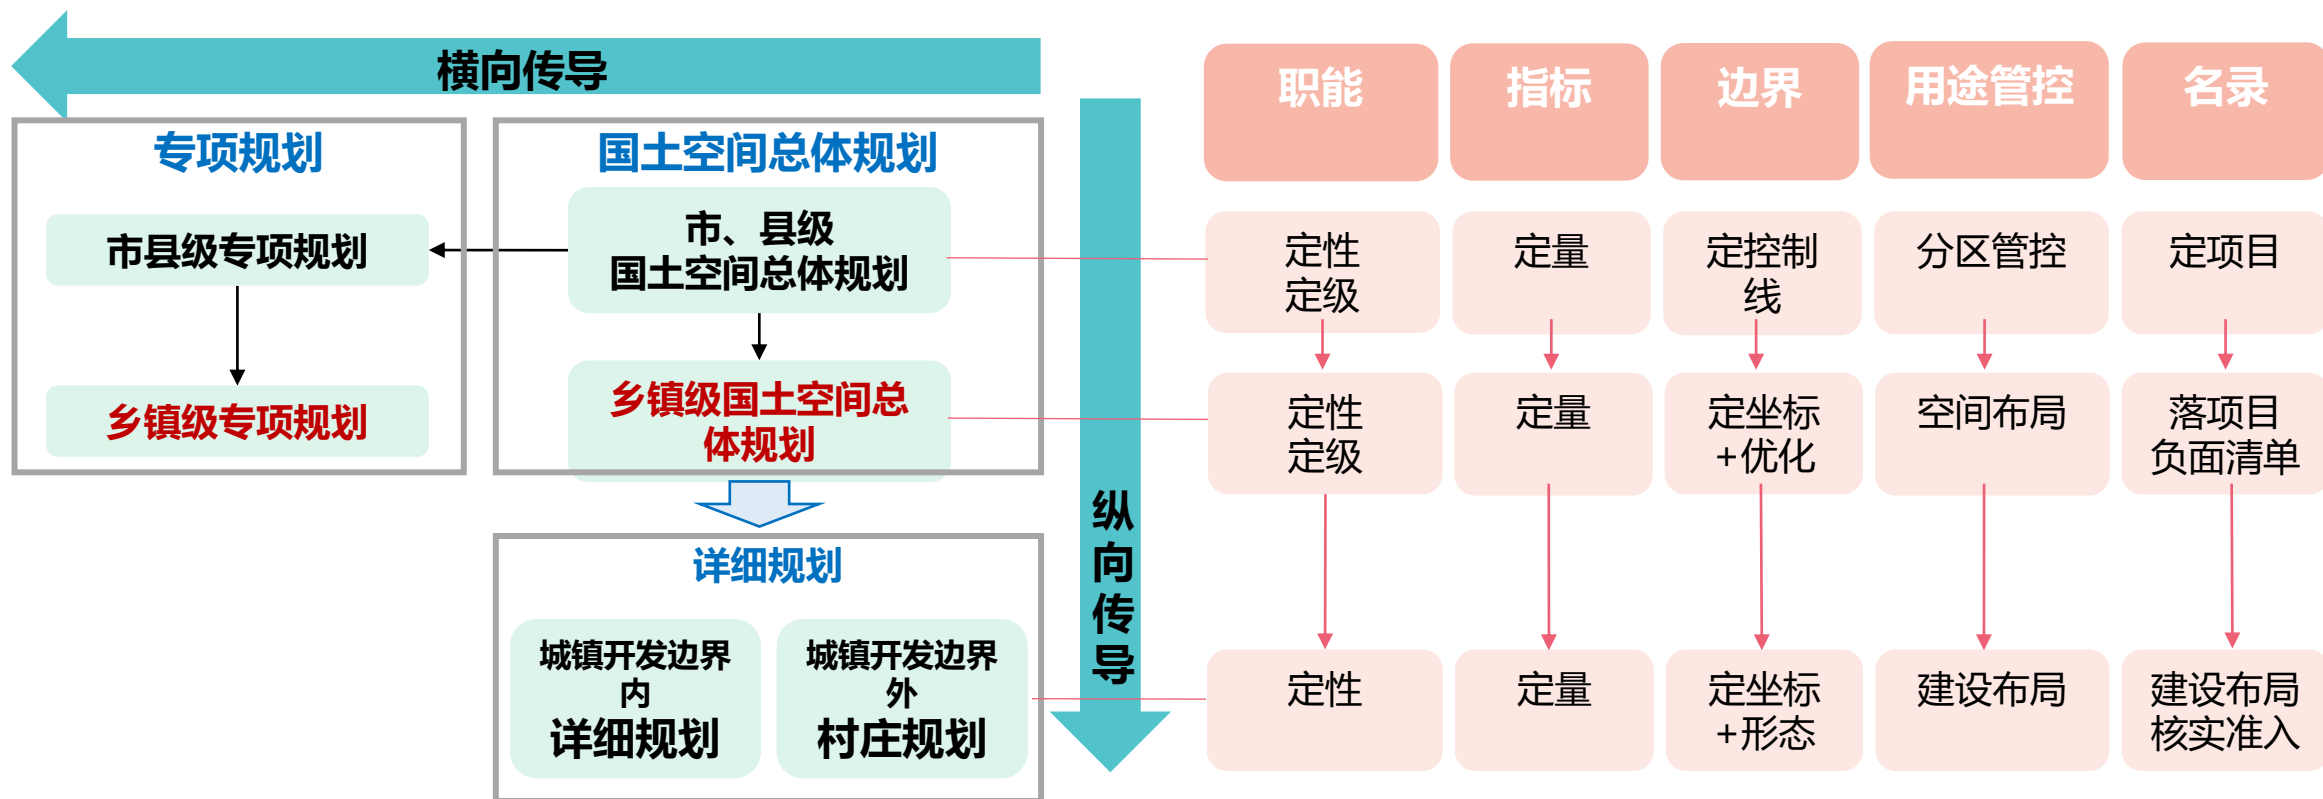 横向传导
专项规划
市县级专项规划
乡镇级专项规划
国土空间总体规划
市、县级
国土空间总体规划
乡镇级国土空间总
体规划
详细规划
城镇开发边界
内
详细规划
城镇开发边界
外
村庄规划
纵
向
传
导
职能
指标
边界
用途管控
名录
定性
定级
定量
定控制
线
分区管控
定项目
定性
定级
定量
定坐标
+优化
空间布局
落项目
负面清单
定性
定量
定坐标
+形态
建设布局
建设布局
核实准入